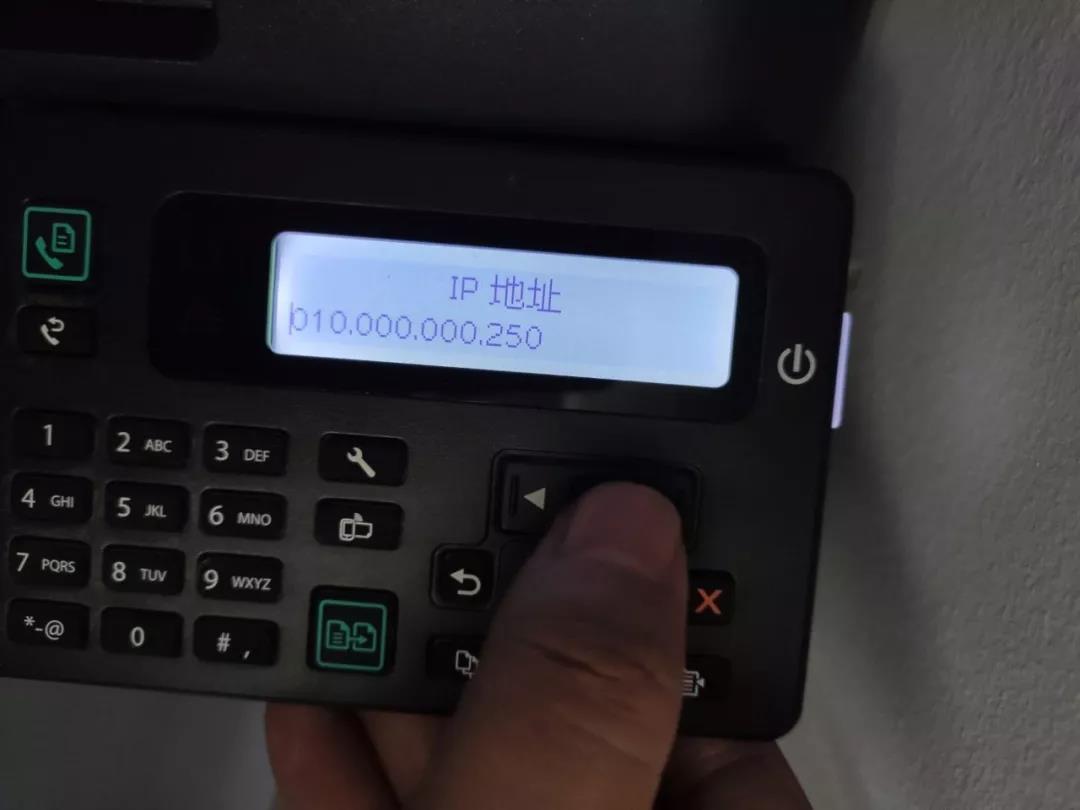 IP 地址
010.000.000.250
1
2 ABC
3 DEF
4 GHI
5 JKL
6 MNO
7 PQRS
8 TUV
9 WXYZ
*-@
0
# ,
X